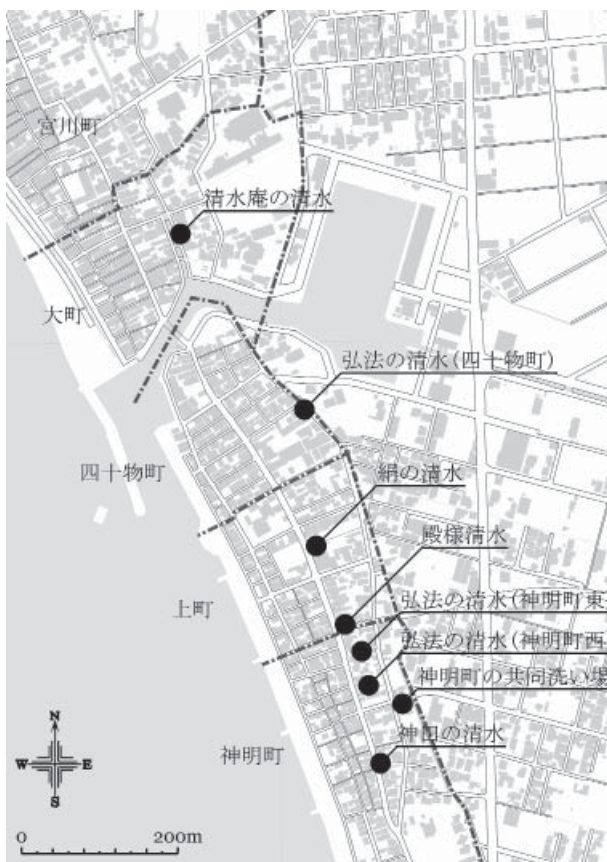 宮川町
清水庵の清水
大町
弘法の清水(四十物町)
四十物町
絹の清水
殿様清水
弘法の清水(神明町東
上町
弘法の清水(神明町西
神明町の共同洗い場
神田の清水
神明町
N
W E
S
0 200m